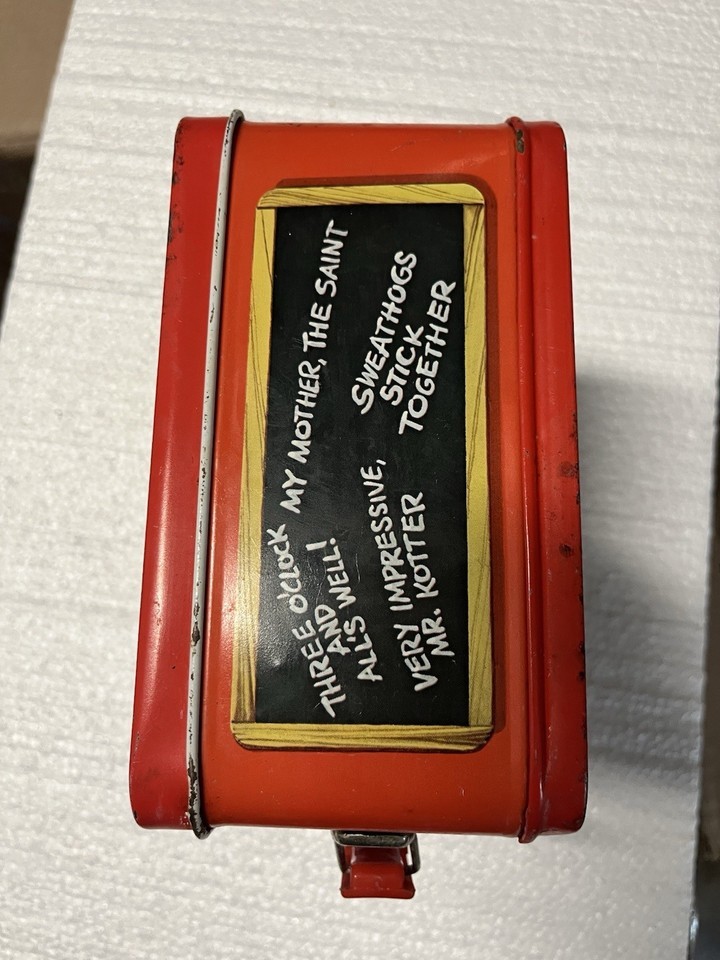 THREE O'CLOCK
AND
ALL'S WELL!
MY MOTHER, THE SAINT
VERY IMPRESSIVE,
MR. KOTTER
SWEATHOGS
STICK
TOGETHER